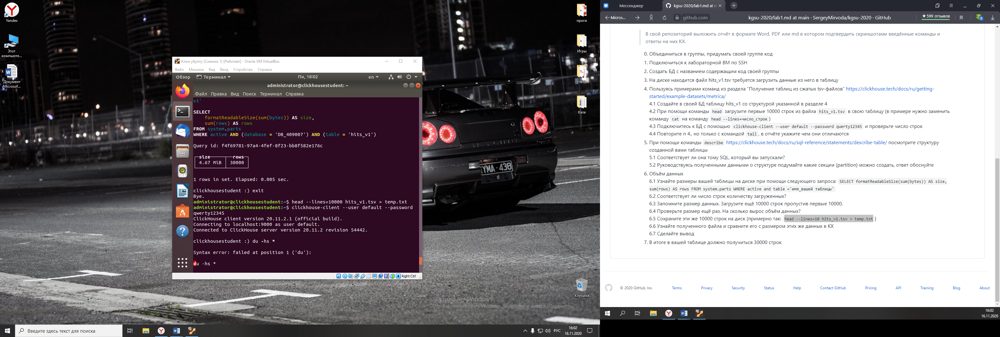 Yandex
Этот
компьюте...
Документ
Microsof...
проги
Игры
учеба
Катя
Корзина
YMA·438
Клон убунту (Снимок 1) [Работает] - Oracle VM VirtualBox
Файл Машина Вид Ввод Устройства Справка
Обзор Терминал Пн, 18:02 en
administrator@clickhousestudent: ~
Файл Правка Вид Поиск Терминал Справка
v1'
SELECT
formatReadableSize(sum(bytes)) AS size,
sum(rows) AS rows
FROM system.parts
WHERE active AND (database = 'DB_409007') AND (table = 'hits_v1')
Query id: f4f69781-97a4-4fef-8f23-bb8f582e176c
size rows
4.67 MiB 30000
1 rows in set. Elapsed: 0.005 sec.
clickhousestudent :) exit
Bye.
administrator@clickhousestudent:~$ head --lines=10000 hits_v1.tsv > temp.txt
administrator@clickhousestudent:~$ clickhouse-client --user default --password
qwerty12345
ClickHouse client version 20.11.2.1 (official build).
Connecting to localhost:9000 as user default.
Connected to ClickHouse server version 20.11.2 revision 54442.
clickhousestudent :) du -hs *
Syntax error: failed at position 1 ('du'):
du -hs *
Right Ctrl
Активация Windows
Чтобы активировать Windows, перейдите в раздел "Параметры".
Введите здесь текст для поиска
РУС
16:02
16.11.2020
Мессенджер
kgsu-2020/lab1.md at m
Micros...
Я
github.com
kgsu-2020/lab1.md at main · SergeyMirvoda/kgsu-2020 · GitHub
★599 отзывов
В свой репозиторий выложить отчёт в формате Word, PDF или md в котором подтвердить скриншотами введённые команды и
ответы на них КХ.
0. Объединиться в группы, придумать своей группе код
1. Подключиться к лабораторной ВМ по SSH
2. Создать БД с названием содержащим код своей группы
3. На диске находится файл hits_v1.tsv требуется загрузить данные из него в таблицу
4. Пользуясь примерами команд из раздела "Получение таблиц из сжатых tsv-файлов" https://clickhouse.tech/docs/ru/getting-
started/example-datasets/metrica/
4.1 Создайте в своей БД таблицу hits_v1 со структурой указанной в разделе 4
4.2 При помощи команды head загрузите первые 10000 строк из файла hits_v1.tsv в свою таблицу (в примере нужно заменить
команду cat на команду head --lines=число_строк )
4.3 Подключитесь к БД с помощью clickhouse-client --user default --password qwerty12345 и проверьте число строк
4.4 Повторите п 4., но только с командой tail, в отчёте укажите чем они отличаются
5. При помощи команды describe https://clickhouse.tech/docs/ru/sql-reference/statements/describe-table/ посмотрите структуру
созданной вами таблицы
5.1 Соответствует ли она тому SQL, который вы запускали?
5.2 Руководствуясь полученными данными о структуре подумайте какие секции (partition) можно создать, ответ обоснуйте
6. Объём данных
6.1 Узнайте размеры вашей таблицы на диске при помощи следующего запроса: SELECT formatReadableSize(sum(bytes)) AS size,
sum(rows) AS rows FROM system.parts WHERE active and table ='имя_вашей таблицы'
6.2 Соответствует ли число строк количеству загруженных?
6.3 Запомните размер данных. Загрузите ещё 10000 строк пропустив первые 10000.
6.4 Проверьте размер ещё раз. На сколько вырос объём данных?
6.5 Сохраните эти же 10000 строк на диск (примерно так: head --lines=10 hits_v1.tsv > temp.txt )
6.6 Узнайте полученного файла и сравните его с размером этих же данных в КХ
6.7 Сделайте вывод
7. В итоге в вашей таблице должно получиться 30000 строк
© 2020 GitHub, Inc. Terms Privacy Security Status Help Contact GitHub Pricing API Training Blog About
16:02
16.11.2020